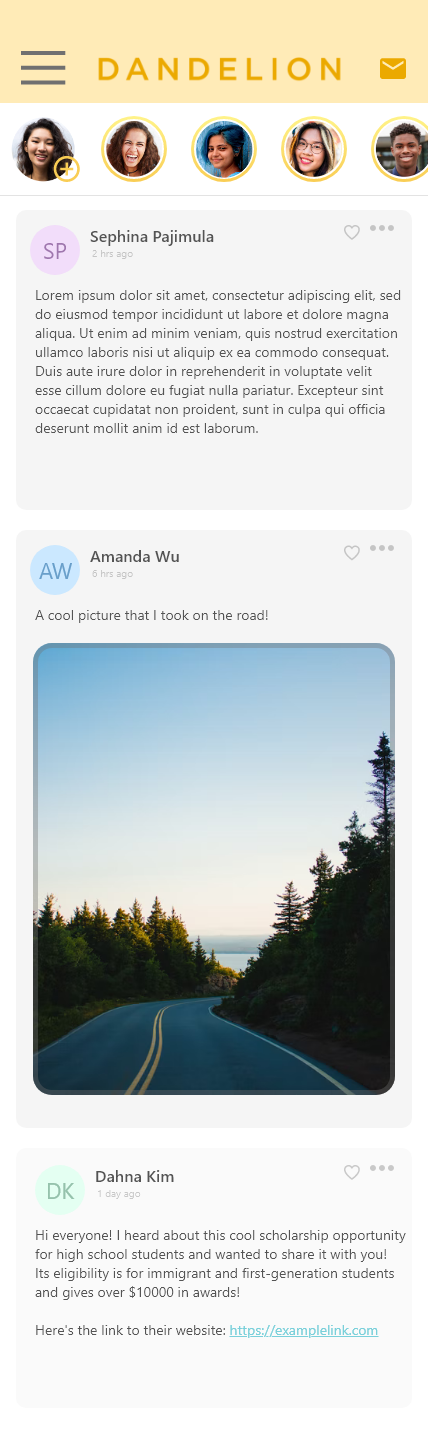 DANDELION
SP
Sephina Pajimula
2 hrs ago
Lorem ipsum dolor sit amet, consectetur adipiscing elit, sed
do eiusmod tempor incididunt ut labore et dolore magna
aliqua. Ut enim ad minim veniam, quis nostrud exercitation
ullamco laboris nisi ut aliquip ex ea commodo consequat.
Duis aute irure dolor in reprehenderit in voluptate velit
esse cillum dolore eu fugiat nulla pariatur. Excepteur sint
occaecat cupidatat non proident, sunt in culpa qui officia
deserunt mollit anim id est laborum.
AW
Amanda Wu
6 hrs ago
A cool picture that I took on the road!
DK
Dahna Kim
1 day ago
Hi everyone! I heard about this cool scholarship opportunity
for high school students and wanted to share it with you!
Its eligibility is for immigrant and first-generation students
and gives over $10000 in awards!
Here's the link to their website: https://examplelink.com